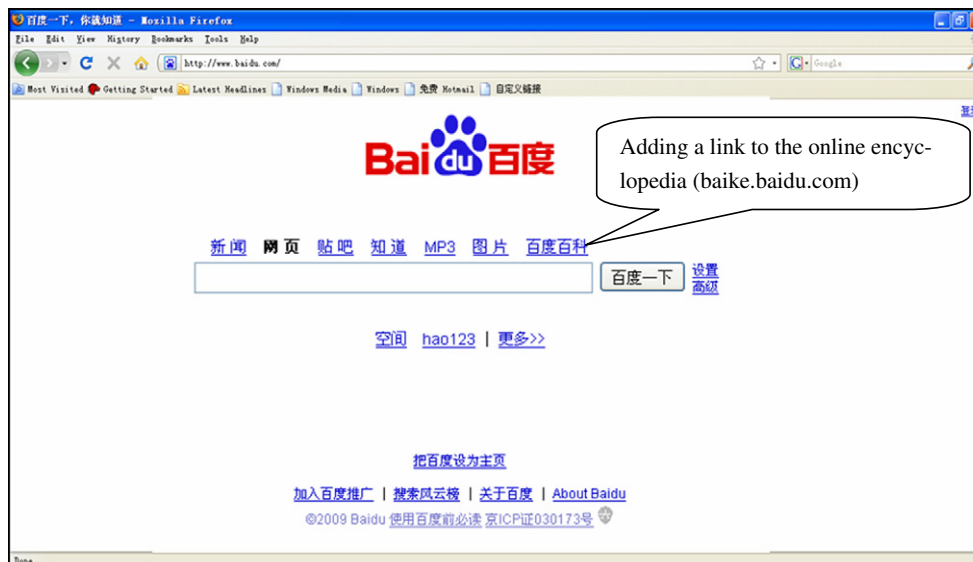 百度一下，你就知道 - Mozilla Firefox
File Edit View History Bookmarks Tools Help
http://www.baidu.com/
Google
Most Visited Getting Started Latest Headlines Windows Media Windows 免费 Hotmail 自定义链接
Bai du 百度
Adding a link to the online encyc-
lopedia (baike.baidu.com)
新闻 网页 贴吧 知道 MP3 图片 百度百科
百度一下 设置
高级
空间 hao123 | 更多>>
把百度设为主页
加入百度推广 | 搜索风云榜 | 关于百度 | About Baidu
©2009 Baidu 使用百度前必读 京ICP证030173号
Done